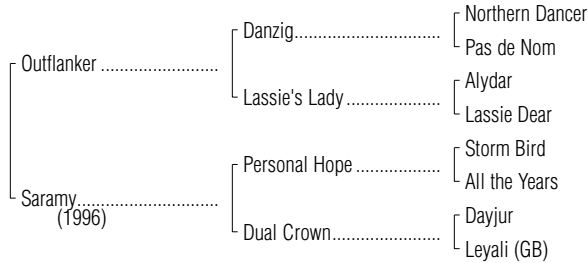 Northern Dancer
Danzig
Pas de Nom
Outflanker
Alydar
Lassie's Lady
Lassie Dear
Storm Bird
Personal Hope
All the Years
Saramy
(1996)
Dayjur
Dual Crown
Leyali (GB)